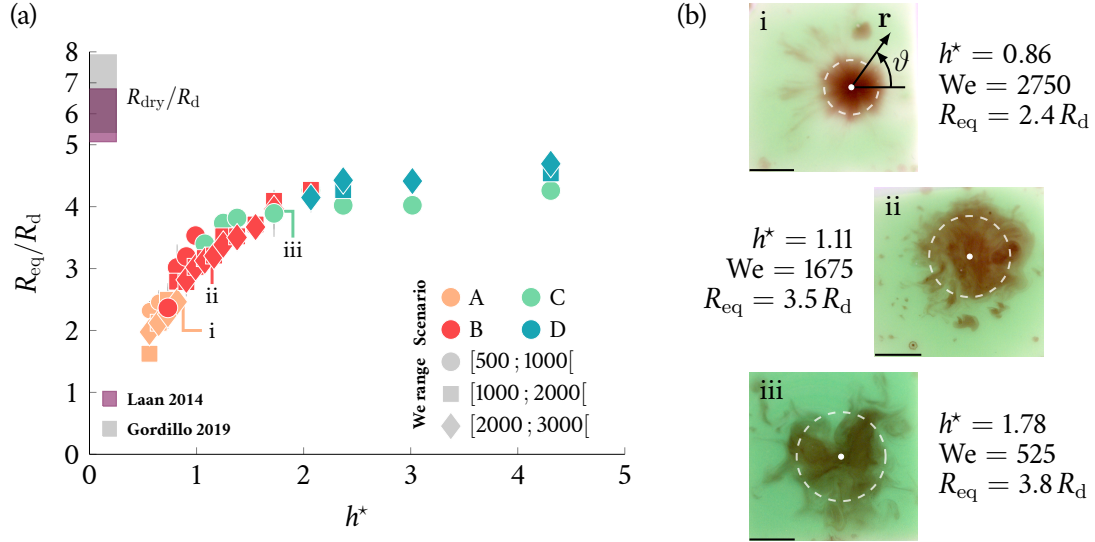 (a)
8
7
6
5
4
3
2
1
0
R_eq/R_d
R_dry/R_d
iii
ii
i
Scenario
A
C
B
D
We range
[500 ; 1000[
[1000 ; 2000[
[2000 ; 3000[
Laan 2014
Gordillo 2019
0
1
2
3
4
5
h⋆
(b)
i
r
ϑ
h⋆ = 0.86
We = 2750
R_eq = 2.4 R_d
ii
h⋆ = 1.11
We = 1675
R_eq = 3.5 R_d
iii
h⋆ = 1.78
We = 525
R_eq = 3.8 R_d